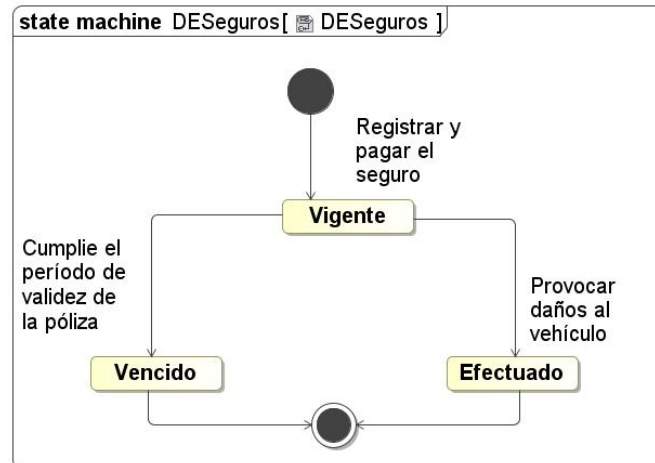 state machine DESeguros[ DESeguros ]
Registrar y
pagar el
seguro
Vigente
Cumplie el
período de
validez de
la póliza
Provocar
daños al
vehículo
Vencido
Efectuado